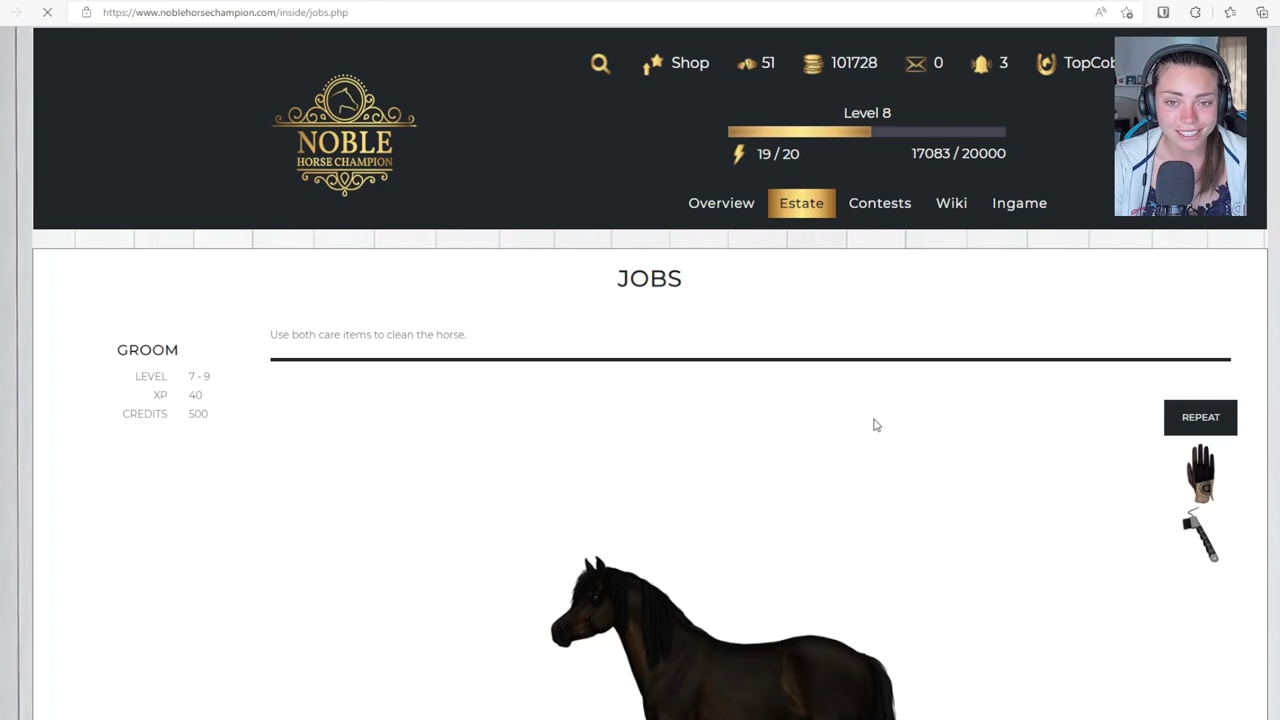 https://www.noblehorsechampion.com/inside/jobs.php
Shop 51 101728 0 3 TopCob
NOBLE
HORSE CHAMPION
Level 8
19 / 20 17083 / 20000
Overview Estate Contests Wiki Ingame
JOBS
Use both care items to clean the horse.
GROOM
LEVEL 7 - 9
XP 40
CREDITS 500
REPEAT